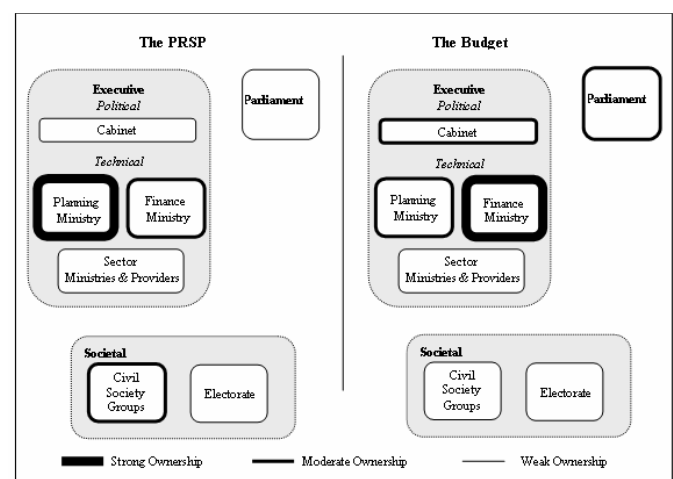 The PRSP
Executive
Political
Cabinet
Technical
Planning
Ministry
Finance
Ministry
Sector
Ministries & Providers
Parliament
Societal
Civil
Society
Groups
Electorate
The Budget
Executive
Political
Cabinet
Technical
Planning
Ministry
Finance
Ministry
Sector
Ministries & Providers
Parliament
Societal
Civil
Society
Groups
Electorate
Strong Ownership
Moderate Ownership
Weak Ownership